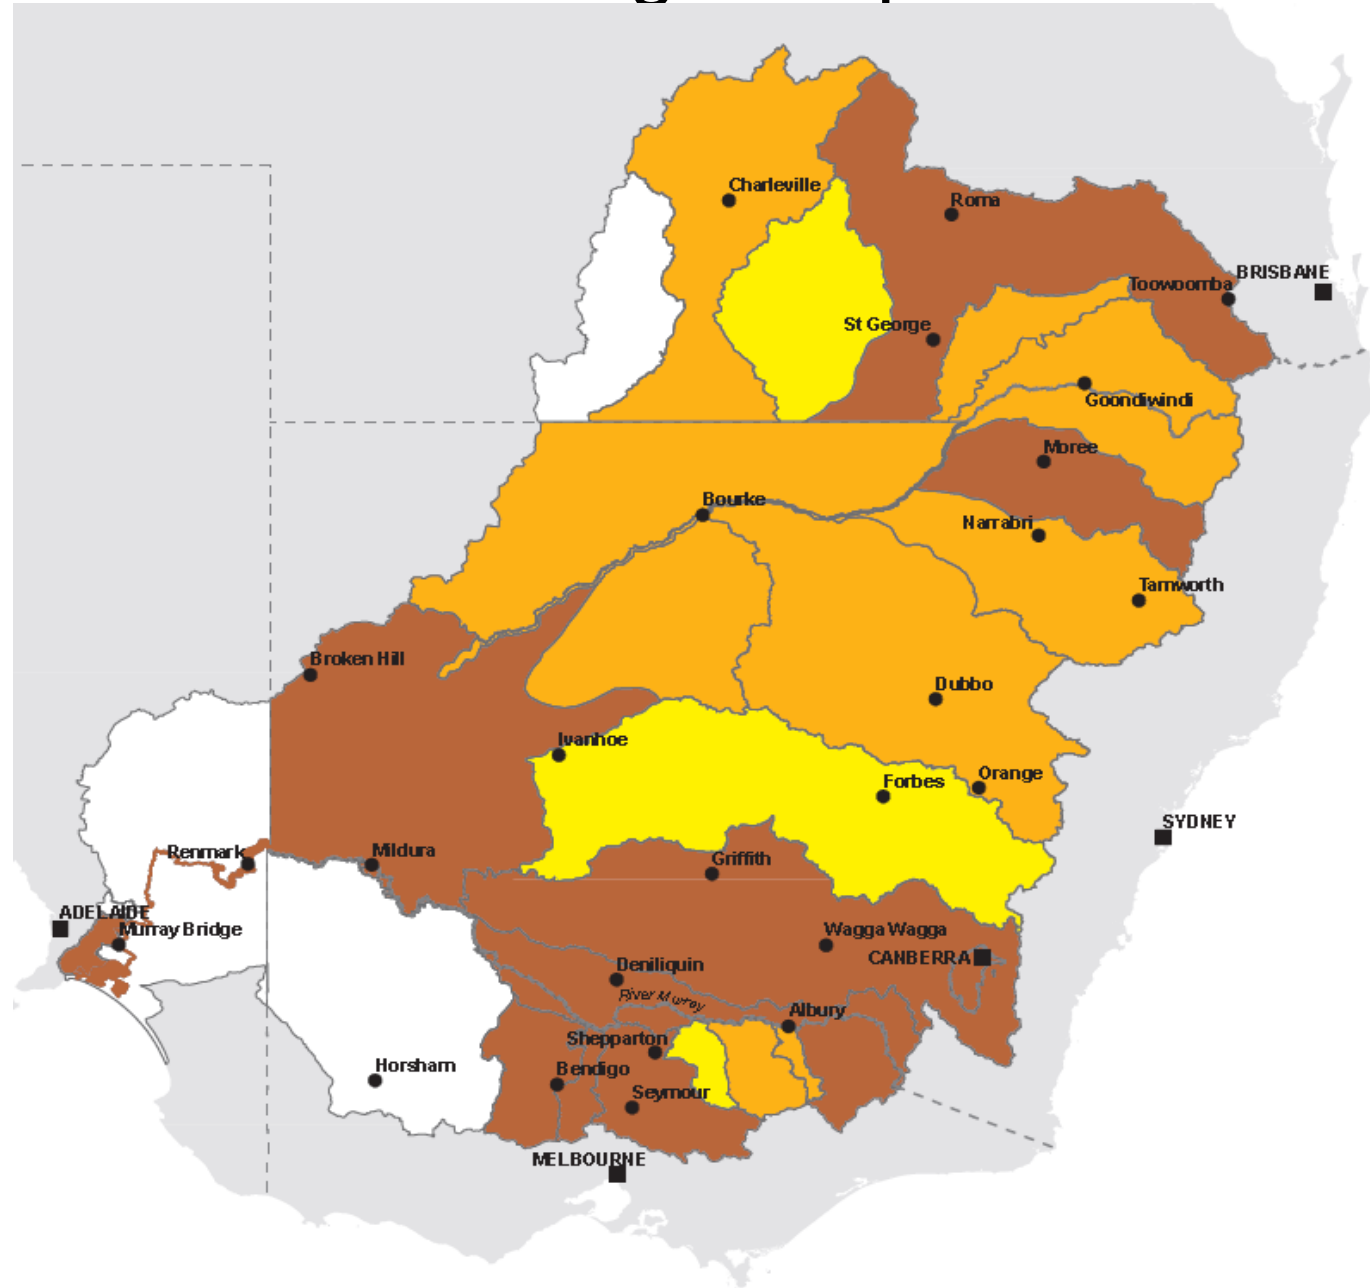 Charleville
Roma
BRISBANE
Toowoomba
St George
Goondiwindi
Moree
Bourke
Narrabri
Tamworth
Broken Hill
Dubbo
Ivanhoe
Orange
Forbes
SYDNEY
Renmark
Mildura
Griffith
ADELAIDE
Murray Bridge
Wagga Wagga
CANBERRA
Deniliquin
River Murray
Albury
Shepparton
Horsham
Bendigo
Seymour
MELBOURNE